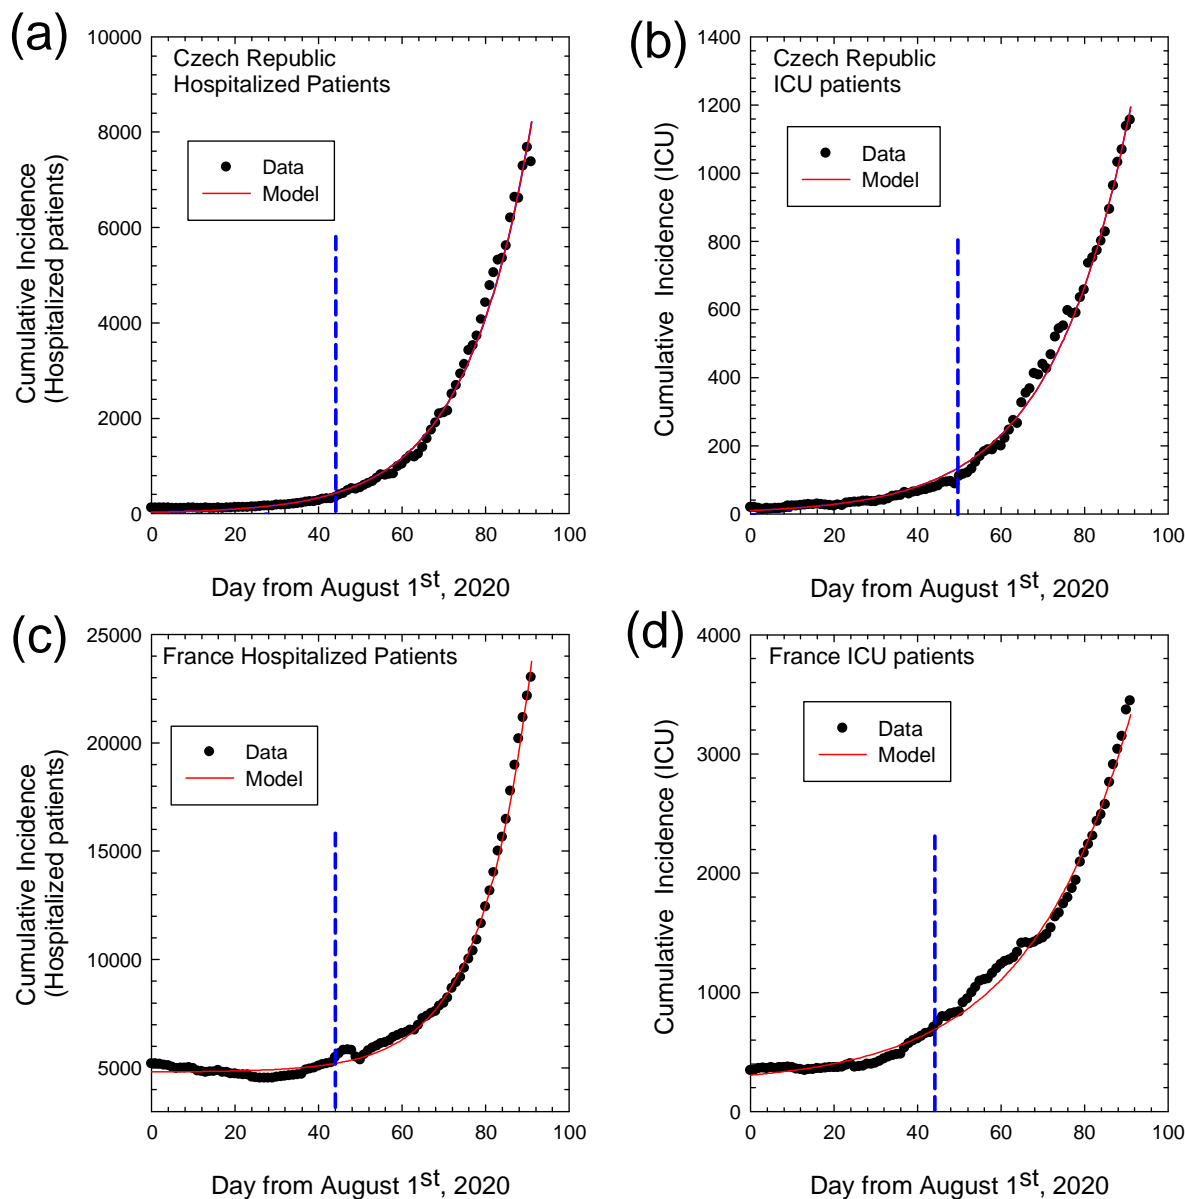 (a)
Czech Republic
Hospitalized Patients
Data
Model
Cumulative Incidence
(Hospitalized patients)
10000
8000
6000
4000
2000
0
0 20 40 60 80 100
Day from August 1st, 2020
(b)
Czech Republic
ICU patients
Data
Model
Cumulative Incidence (ICU)
1400
1200
1000
800
600
400
200
0
0 20 40 60 80 100
Day from August 1st, 2020
(c)
France Hospitalized Patients
Data
Model
Cumulative Incidence
(Hospitalized patients)
25000
20000
15000
10000
5000
0 20 40 60 80 100
Day from August 1st, 2020
(d)
France ICU patients
Data
Model
Cumulative Incidence (ICU)
4000
3000
2000
1000
0
0 20 40 60 80 100
Day from August 1st, 2020